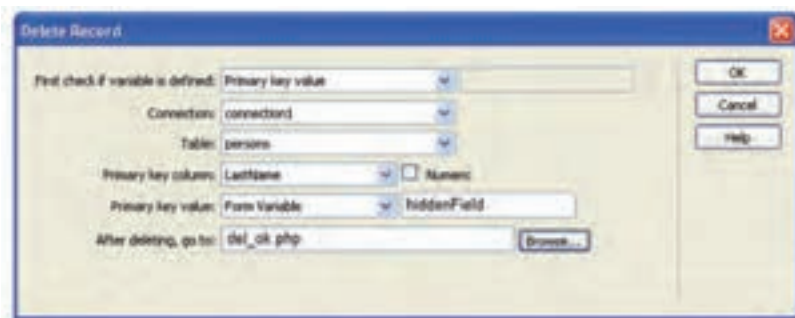 Delete Record
First check if variable is defined: Primary key value
OK
Connection: connection1
Cancel
Table: persons
Help
Primary key column: LastName Numeric
Primary key value: Form Variable hiddenField
After deleting, go to: del_ok.php Browse...